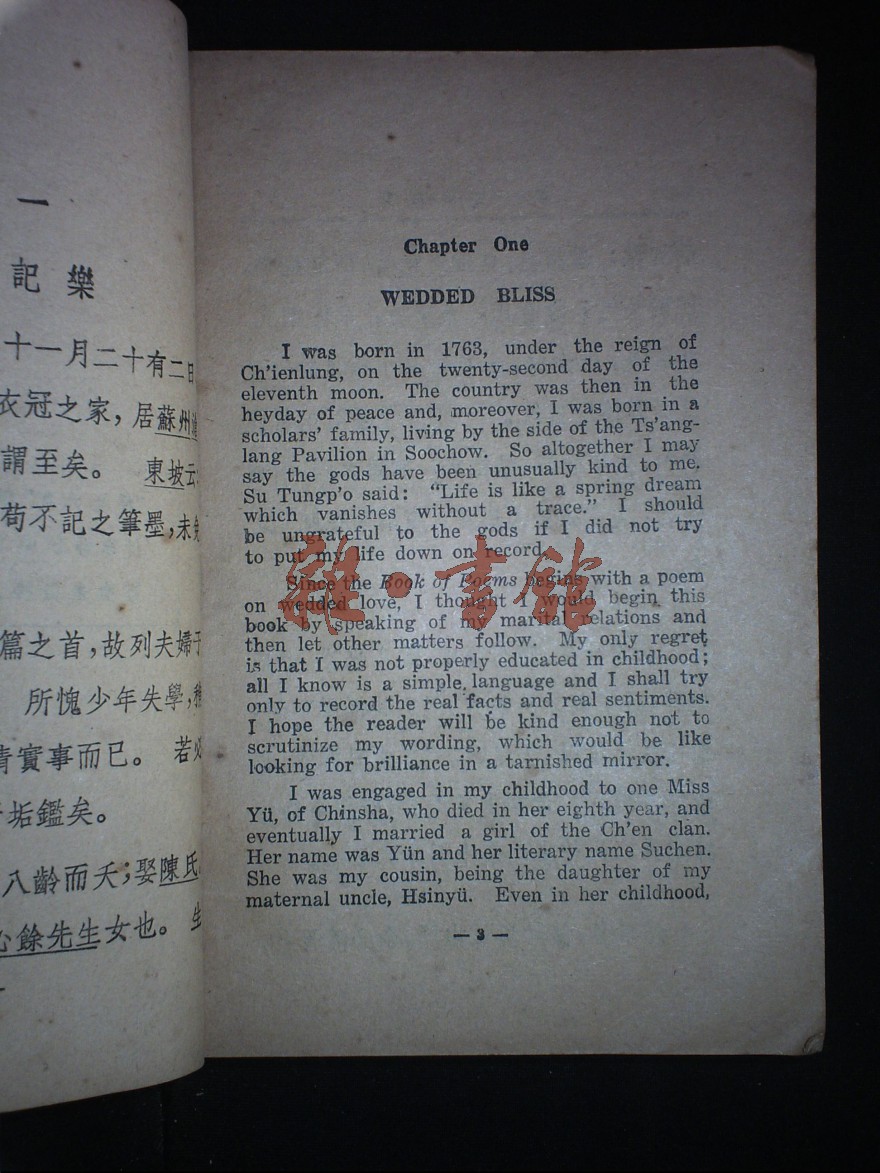 一
記樂
十一月二十有二日
衣冠之家，居蘇州
謂至矣。 東坡云
苟不記之筆墨，未
篇之首，故列夫婦于
所愧少年失學，
情實事而已。 若必
垢鑑矣。
八齡而夭；娶陳氏
心餘先生女也。 生
Chapter One
WEDDED BLISS
I was born in 1763, under the reign of
Ch'ienlung, on the twenty-second day of the
eleventh moon. The country was then in the
heyday of peace and, moreover, I was born in a
scholars' family, living by the side of the Ts'ang-
lang Pavilion in Soochow. So altogether I may
say the gods have been unusually kind to me.
Su Tungp'o said: "Life is like a spring dream
which vanishes without a trace." I should
be ungrateful to the gods if I did not try
to put my life down on record.
Since the Book of Poems begins with a poem
on wedded love, I thought I would begin this
book by speaking of my marital relations and
then let other matters follow. My only regret
is that I was not properly educated in childhood;
all I know is a simple language and I shall try
only to record the real facts and real sentiments.
I hope the reader will be kind enough not to
scrutinize my wording, which would be like
looking for brilliance in a tarnished mirror.
I was engaged in my childhood to one Miss
Yü, of Chinsha, who died in her eighth year, and
eventually I married a girl of the Ch'en clan.
Her name was Yün and her literary name Suchen.
She was my cousin, being the daughter of my
maternal uncle, Hsinyü. Even in her childhood,
— 3 —
雜·書館